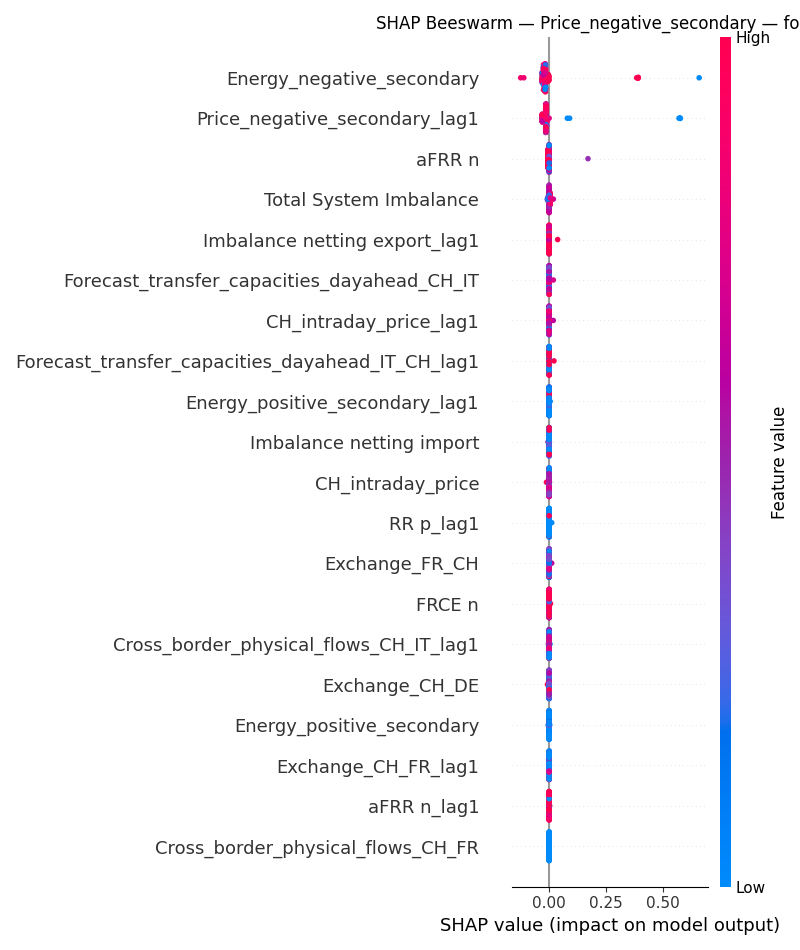 SHAP Beeswarm — Price_negative_secondary — fo
High
Energy_negative_secondary
Price_negative_secondary_lag1
aFRR n
Total System Imbalance
Imbalance netting export_lag1
Forecast_transfer_capacities_dayahead_CH_IT
CH_intraday_price_lag1
Forecast_transfer_capacities_dayahead_IT_CH_lag1
Energy_positive_secondary_lag1
Imbalance netting import
CH_intraday_price
RR p_lag1
Exchange_FR_CH
FRCE n
Cross_border_physical_flows_CH_IT_lag1
Exchange_CH_DE
Energy_positive_secondary
Exchange_CH_FR_lag1
aFRR n_lag1
Cross_border_physical_flows_CH_FR
Feature value
Low
0.00 0.25 0.50
SHAP value (impact on model output)